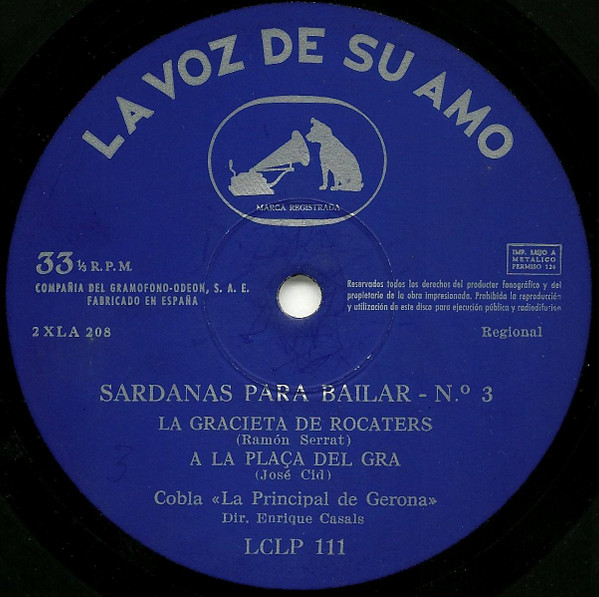 LA VOZ DE SU AMO
MARCA REGISTRADA
33⅓ R.P.M.
COMPAÑIA DEL GRAMOFONO-ODEON, S. A. E.
FABRICADO EN ESPAÑA
IMP. LUJO A
METALICO
PERMISO 126
Reservados todos los derechos del productor fonográfico y del
propietario de la obra impresionada. Prohibida la reproducción
y utilización de este disco para ejecución pública y radiodifusión
2XLA 208
Regional
SARDANAS PARA BAILAR - N.º 3
LA GRACIETA DE ROCATERS
(Ramón Serrat)
A LA PLAÇA DEL GRA
(José Cid)
3
Cobla «La Principal de Gerona»
Dir. Enrique Casals
LCLP 111